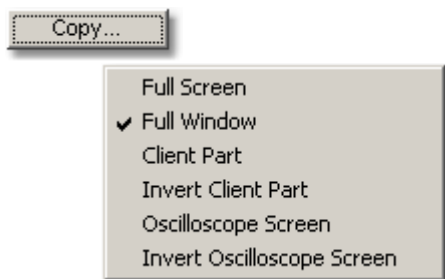 Copy...
Full Screen
Full Window
Client Part
Invert Client Part
Oscilloscope Screen
Invert Oscilloscope Screen